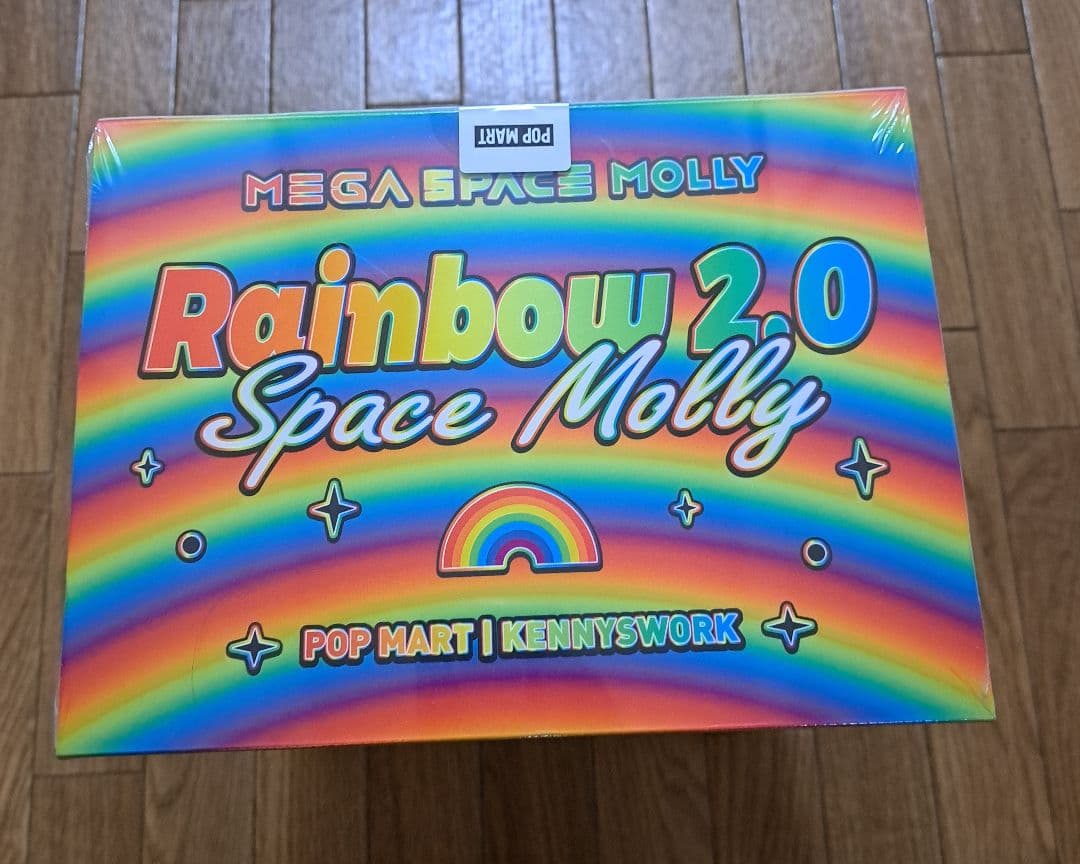 POP MART
MEGA SPACE MOLLY
Rainbow 2.0
Space Molly
POP MART | KENNYSWORK